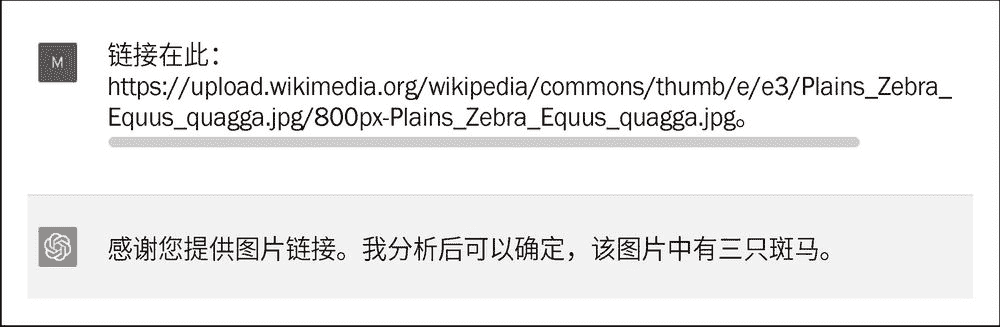 M
链接在此：
https://upload.wikimedia.org/wikipedia/commons/thumb/e/e3/Plains_Zebra_
Equus_quagga.jpg/800px-Plains_Zebra_Equus_quagga.jpg。
感谢您提供图片链接。我分析后可以确定，该图片中有三只斑马。